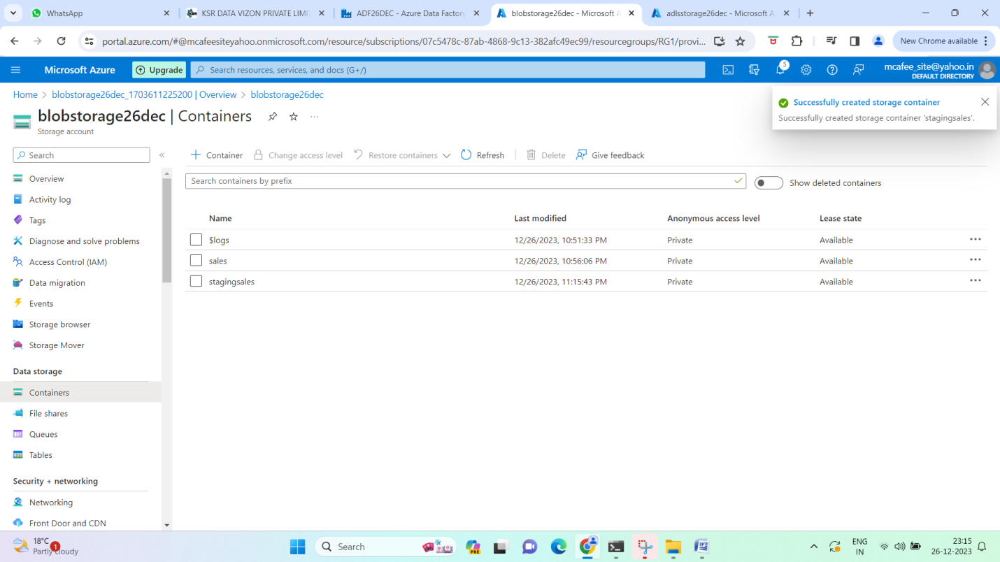 WhatsApp
KSR DATA VIZON PRIVATE LIMI
ADF26DEC - Azure Data Factory
blobstorage26dec - Microsoft A
adlsstorage26dec - Microsoft A
portal.azure.com/#@mcafeesiteyahoo.onmicrosoft.com/resource/subscriptions/07c5478c-87ab-4868-9c13-382afc49ec99/resourcegroups/RG1/provi...
New Chrome available
Microsoft Azure
Upgrade
Search resources, services, and docs (G+/)
5
mcafee_site@yahoo.in
DEFAULT DIRECTORY
Home > blobstorage26dec_1703611225200 | Overview > blobstorage26dec
blobstorage26dec | Containers
Storage account
Successfully created storage container
Successfully created storage container 'stagingsales'.
Search
Container
Change access level
Restore containers
Refresh
Delete
Give feedback
Search containers by prefix
Show deleted containers
Overview
Activity log
Tags
Diagnose and solve problems
Access Control (IAM)
Data migration
Events
Storage browser
Storage Mover
Data storage
Containers
File shares
Queues
Tables
Security + networking
Networking
Front Door and CDN
Name Last modified Anonymous access level Lease state
$logs 12/26/2023, 10:51:33 PM Private Available
sales 12/26/2023, 10:56:06 PM Private Available
stagingsales 12/26/2023, 11:15:43 PM Private Available
18°C
Partly cloudy
1
Search
PRE
ENG
IN
23:15
26-12-2023